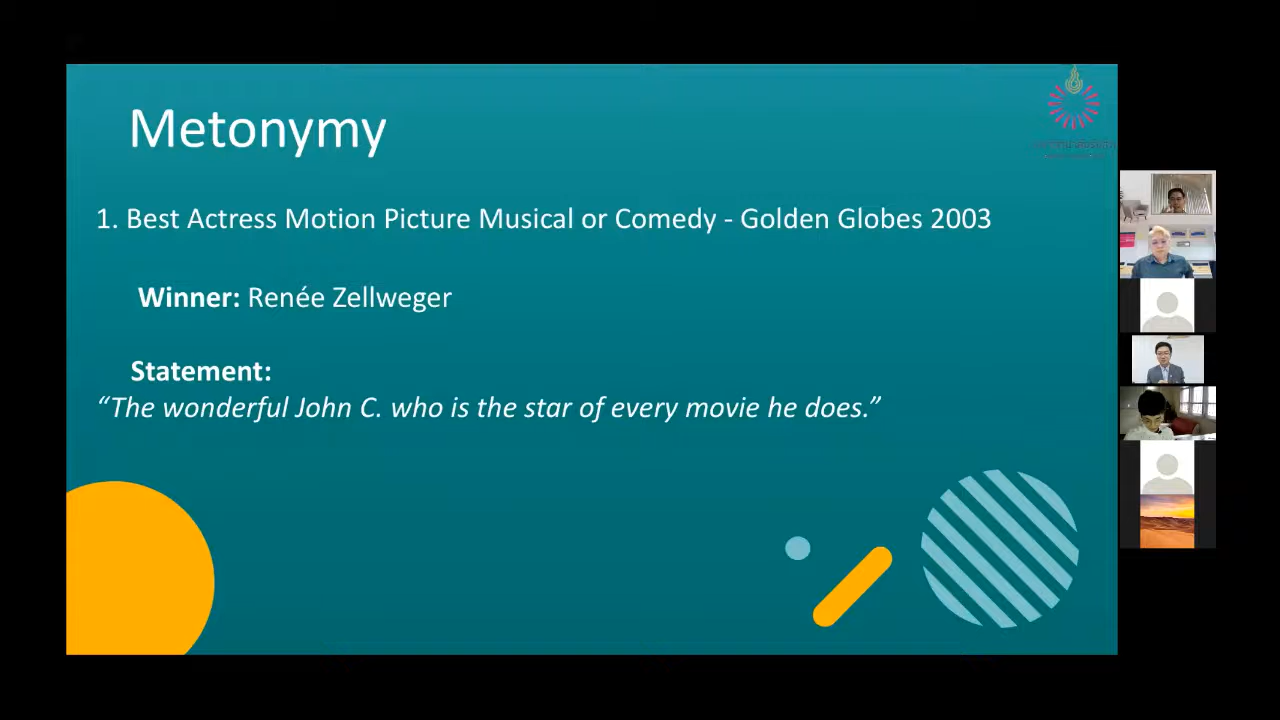 Metonymy
1. Best Actress Motion Picture Musical or Comedy - Golden Globes 2003
Winner: Renée Zellweger
Statement:
“The wonderful John C. who is the star of every movie he does.”